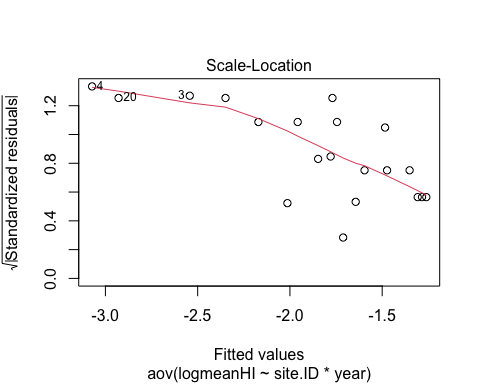 Scale-Location
√|Standardized residuals|
0.0
0.4
0.8
1.2
4
20
3
-3.0
-2.5
-2.0
-1.5
Fitted values
aov(logmeanHI ~ site.ID * year)